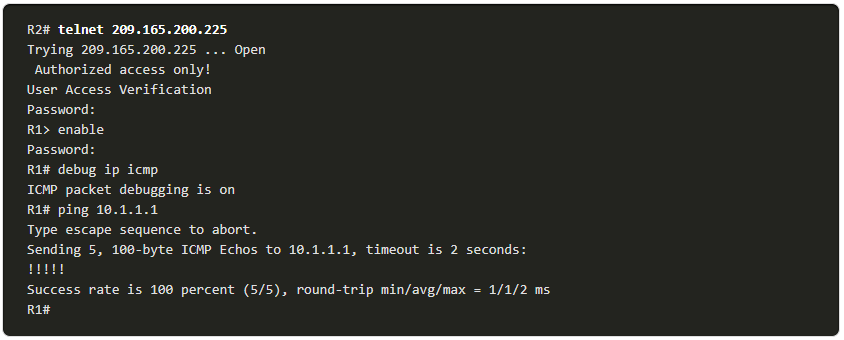 R2# telnet 209.165.200.225
Trying 209.165.200.225 ... Open
Authorized access only!
User Access Verification
Password:
R1> enable
Password:
R1# debug ip icmp
ICMP packet debugging is on
R1# ping 10.1.1.1
Type escape sequence to abort.
Sending 5, 100-byte ICMP Echos to 10.1.1.1, timeout is 2 seconds:
!!!!!
Success rate is 100 percent (5/5), round-trip min/avg/max = 1/1/2 ms
R1#